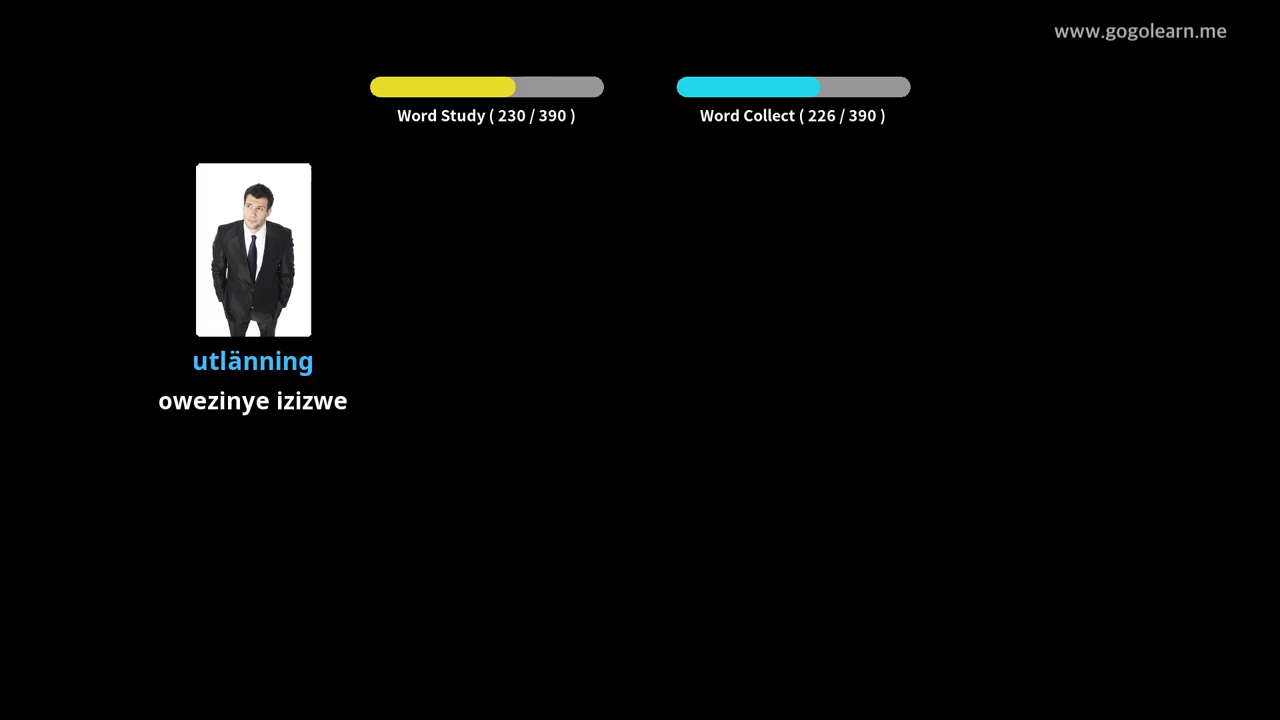 www.gogolearn.me
Word Study ( 230 / 390 )
Word Collect ( 226 / 390 )
utlänning
owezinye izizwe